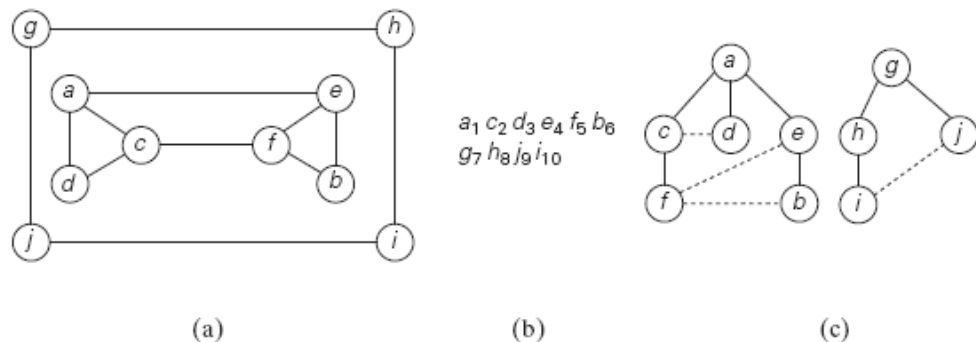 g h
a e
c f
d b
j i
a₁ c₂ d₃ e₄ f₅ b₆
g₇ h₈ j₉ i₁₀
a
c d e
f b
g
h j
i
(a) (b) (c)